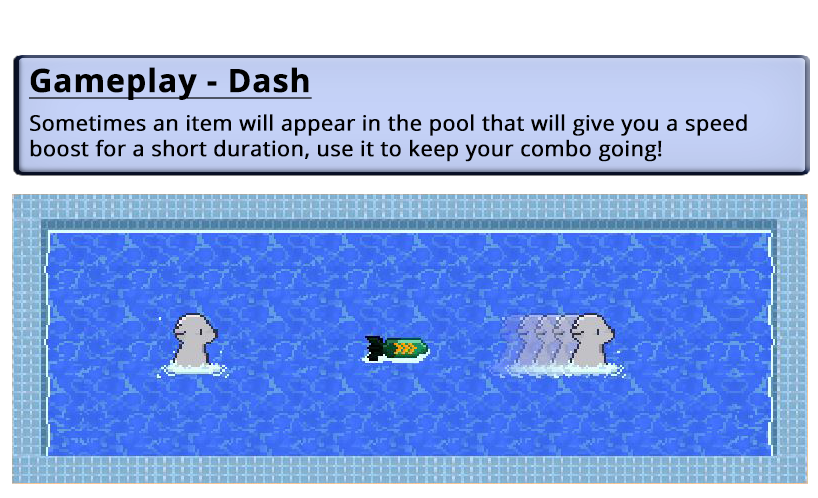 Gameplay - Dash
Sometimes an item will appear in the pool that will give you a speed
boost for a short duration, use it to keep your combo going!